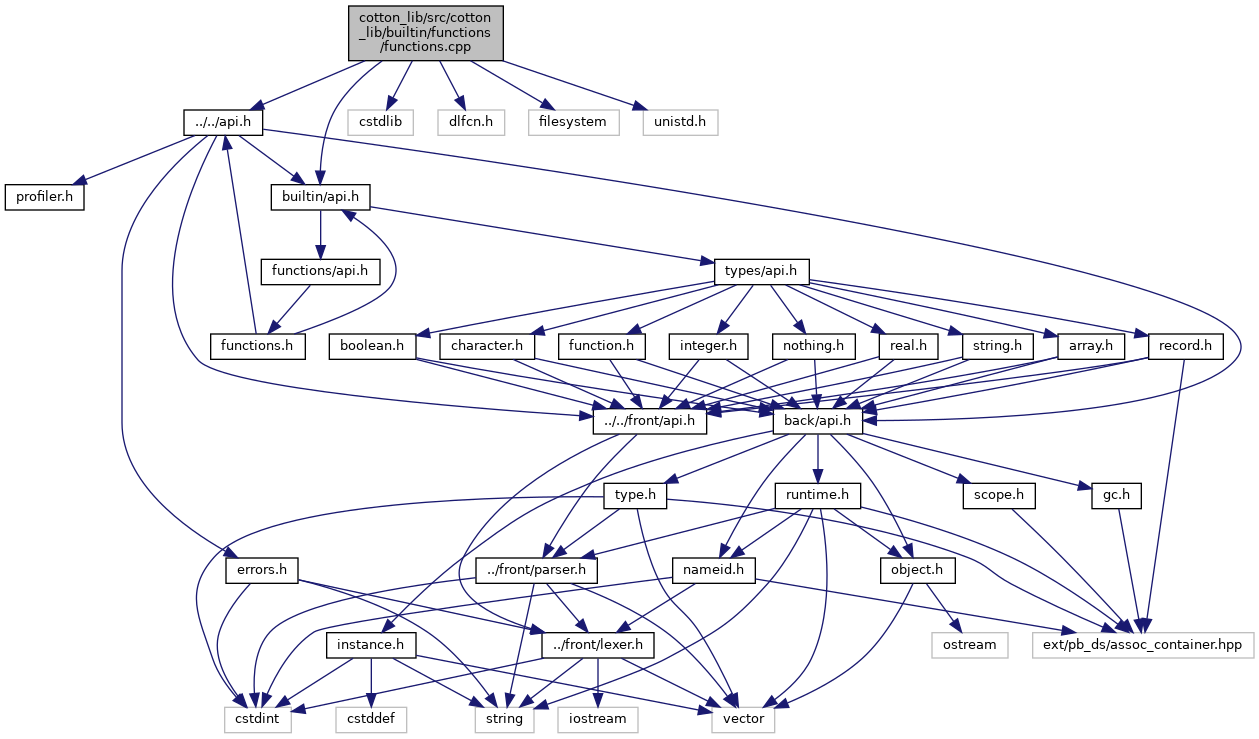 cotton_lib/src/cotton
_lib/builtin/functions
/functions.cpp
../../api.h
cstdlib
dlfcn.h
filesystem
unistd.h
profiler.h
builtin/api.h
functions/api.h
types/api.h
functions.h
boolean.h
character.h
function.h
integer.h
nothing.h
real.h
string.h
array.h
record.h
../../front/api.h
back/api.h
type.h
runtime.h
scope.h
gc.h
errors.h
../front/parser.h
nameid.h
object.h
instance.h
../front/lexer.h
ostream
ext/pb_ds/assoc_container.hpp
cstdint
cstddef
string
iostream
vector